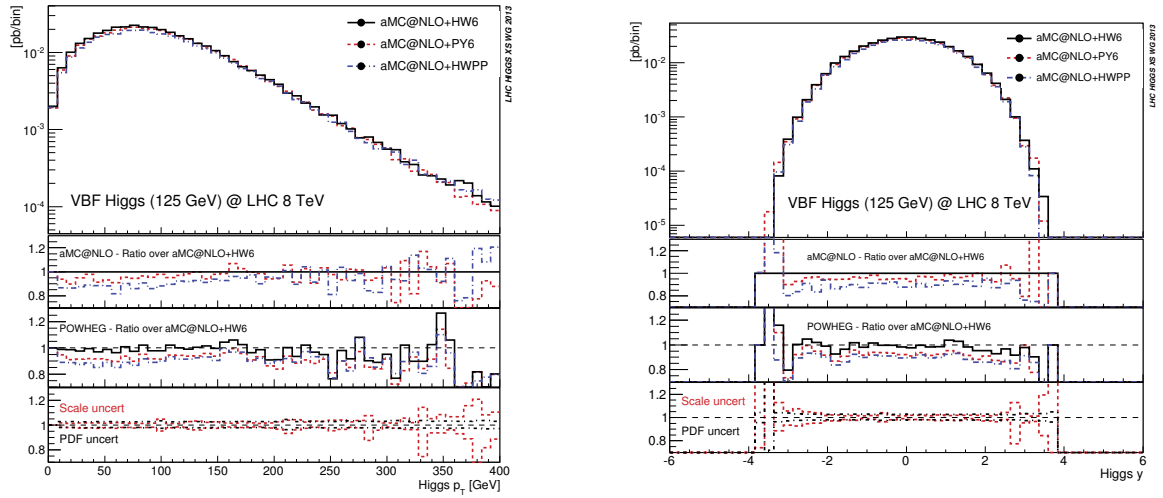 [pb/bin]
10^-2
10^-3
10^-4
aMC@NLO+HW6
aMC@NLO+PY6
aMC@NLO+HWPP
LHC HIGGS XS WG 2013
VBF Higgs (125 GeV) @ LHC 8 TeV
1.2
1
0.8
aMC@NLO - Ratio over aMC@NLO+HW6
1.2
1
0.8
POWHEG - Ratio over aMC@NLO+HW6
1.2
1
0.8
Scale uncert
PDF uncert
0 50 100 150 200 250 300 350 400
Higgs p_T [GeV]
[pb/bin]
10^-2
10^-3
10^-4
10^-5
aMC@NLO+HW6
aMC@NLO+PY6
aMC@NLO+HWPP
LHC HIGGS XS WG 2013
VBF Higgs (125 GeV) @ LHC 8 TeV
1.2
1
0.8
aMC@NLO - Ratio over aMC@NLO+HW6
1.2
1
0.8
POWHEG - Ratio over aMC@NLO+HW6
1.2
1
0.8
Scale uncert
PDF uncert
-6 -4 -2 0 2 4 6
Higgs y